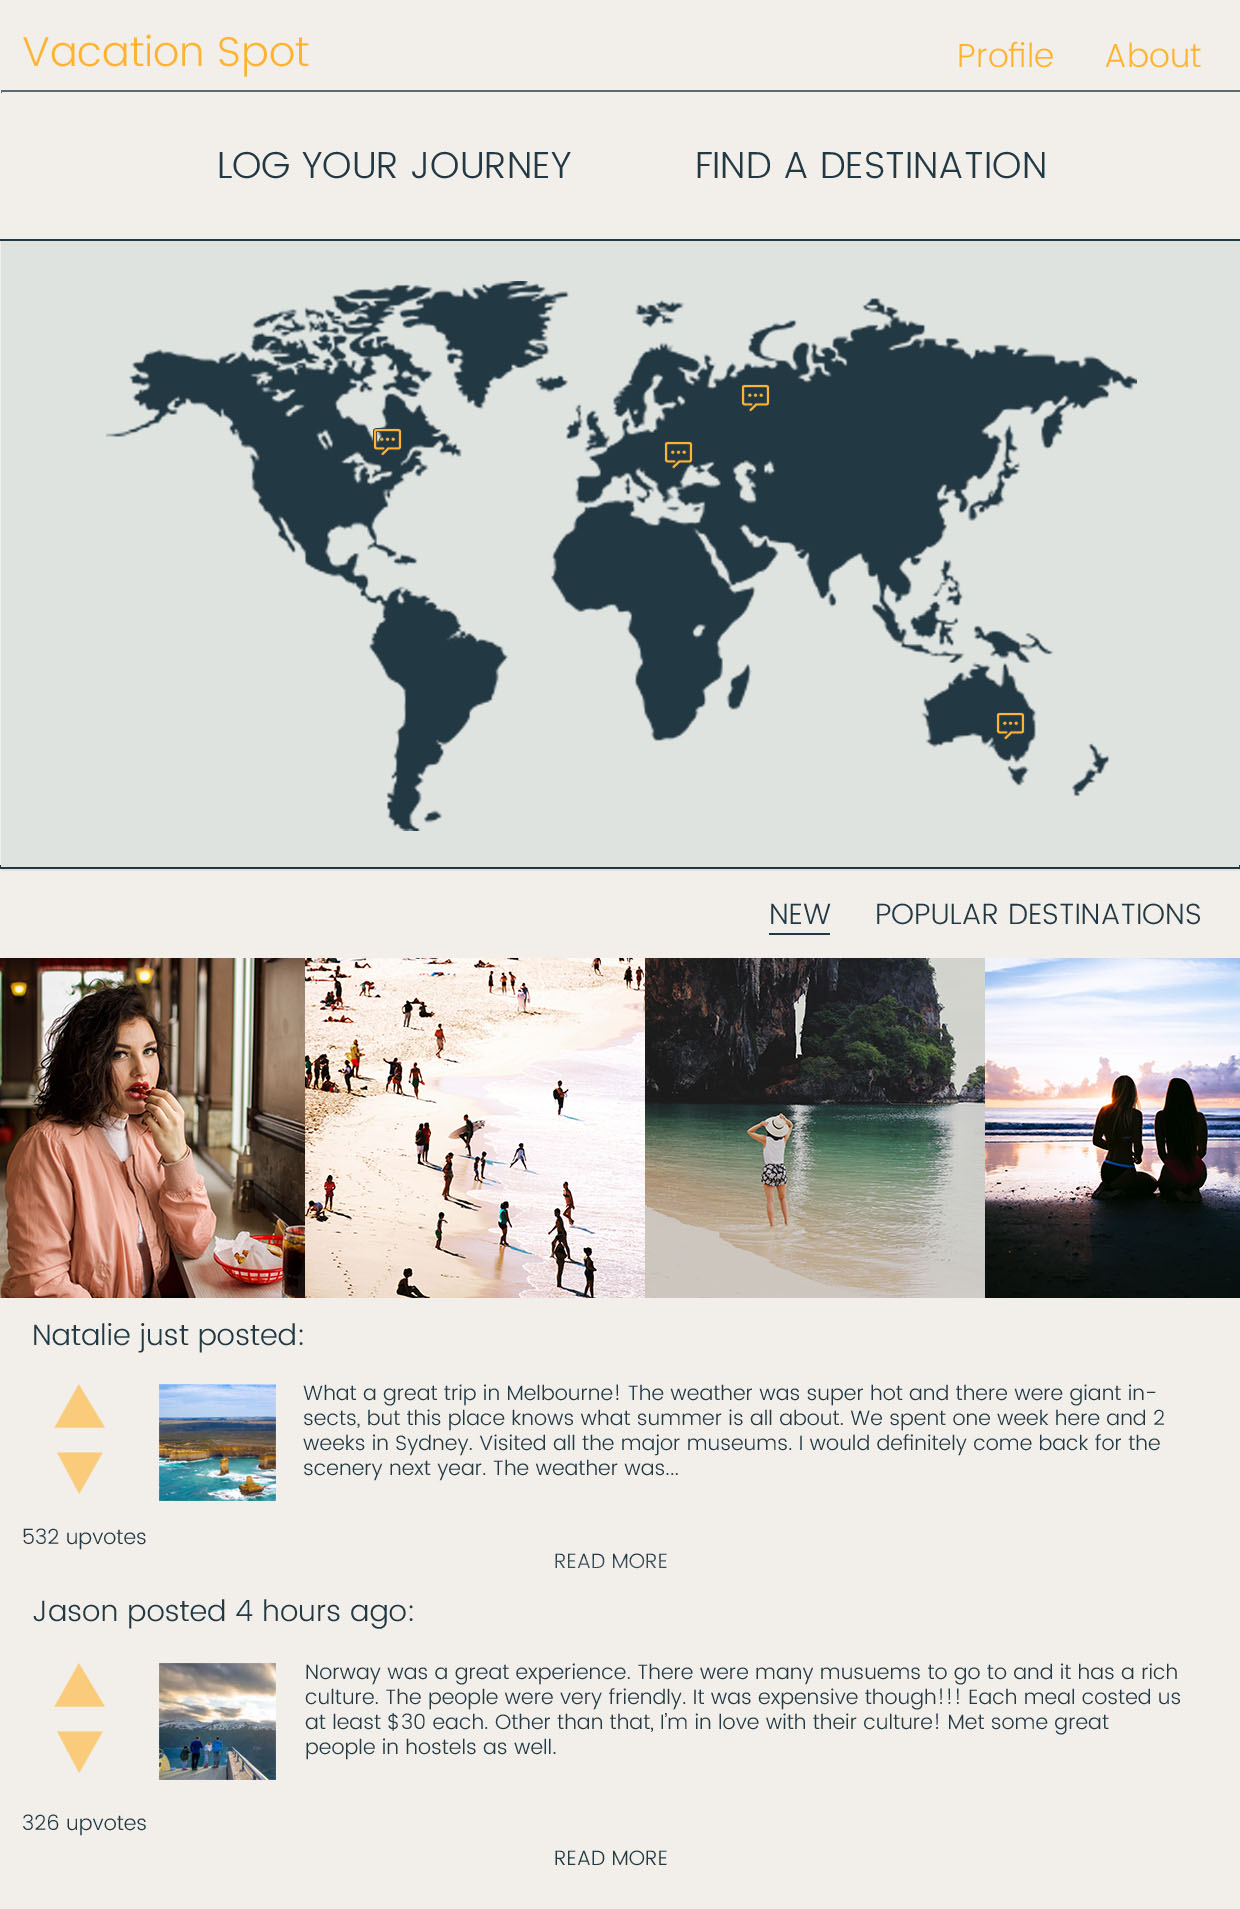 Vacation Spot
Profile About
LOG YOUR JOURNEY FIND A DESTINATION
NEW POPULAR DESTINATIONS
Natalie just posted:
What a great trip in Melbourne! The weather was super hot and there were giant in-
sects, but this place knows what summer is all about. We spent one week here and 2
weeks in Sydney. Visited all the major museums. I would definitely come back for the
scenery next year. The weather was...
532 upvotes
READ MORE
Jason posted 4 hours ago:
Norway was a great experience. There were many musuems to go to and it has a rich
culture. The people were very friendly. It was expensive though!!! Each meal costed us
at least $30 each. Other than that, I'm in love with their culture! Met some great
people in hostels as well.
326 upvotes
READ MORE